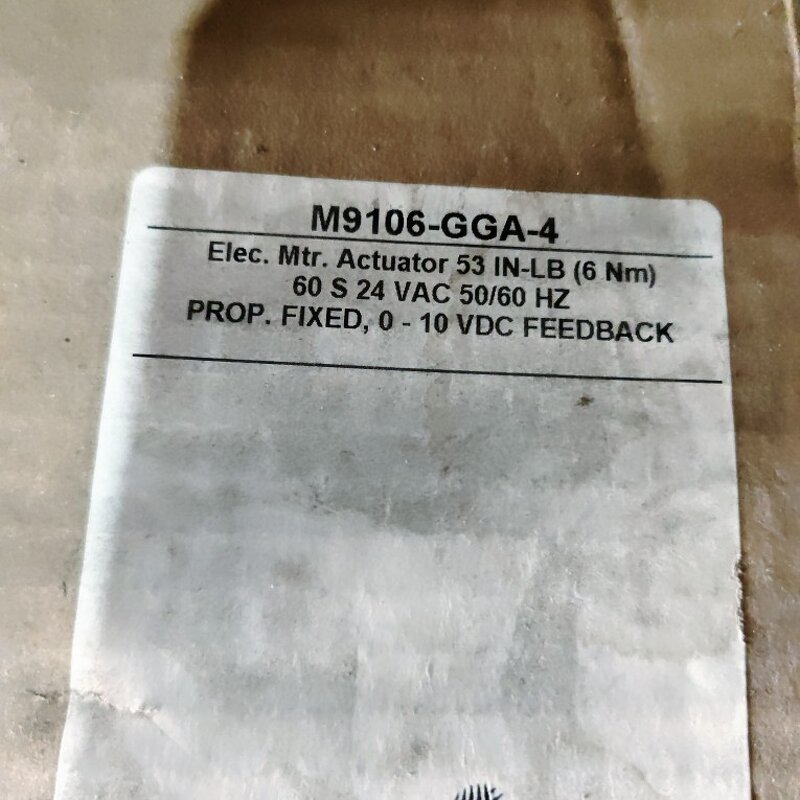 M9106-GGA-4
Elec. Mtr. Actuator 53 IN-LB (6 Nm)
60 S 24 VAC 50/60 HZ
PROP. FIXED, 0 - 10 VDC FEEDBACK